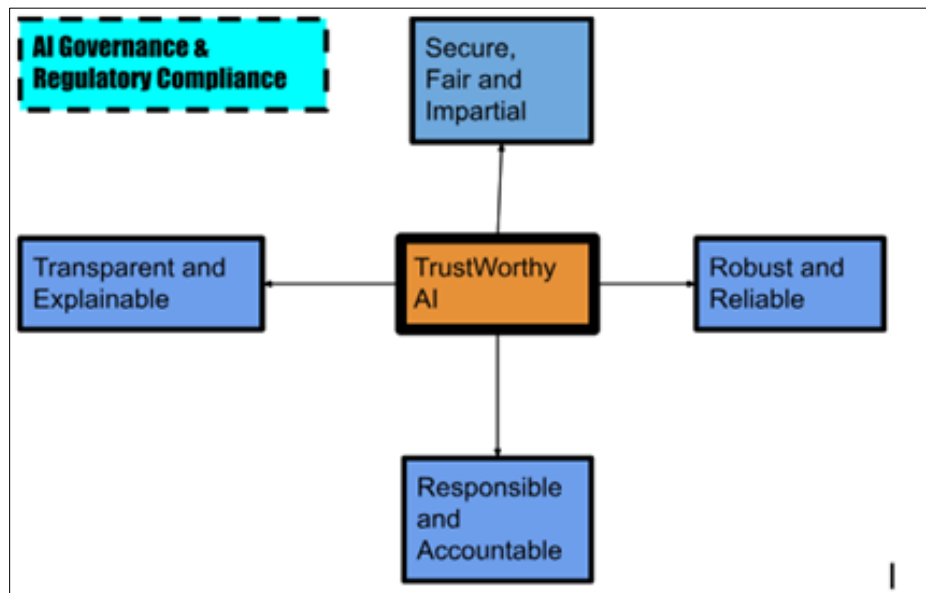 AI Governance &
Regulatory Compliance
Secure,
Fair and
Impartial
Transparent and
Explainable
TrustWorthy
AI
Robust and
Reliable
Responsible
and
Accountable